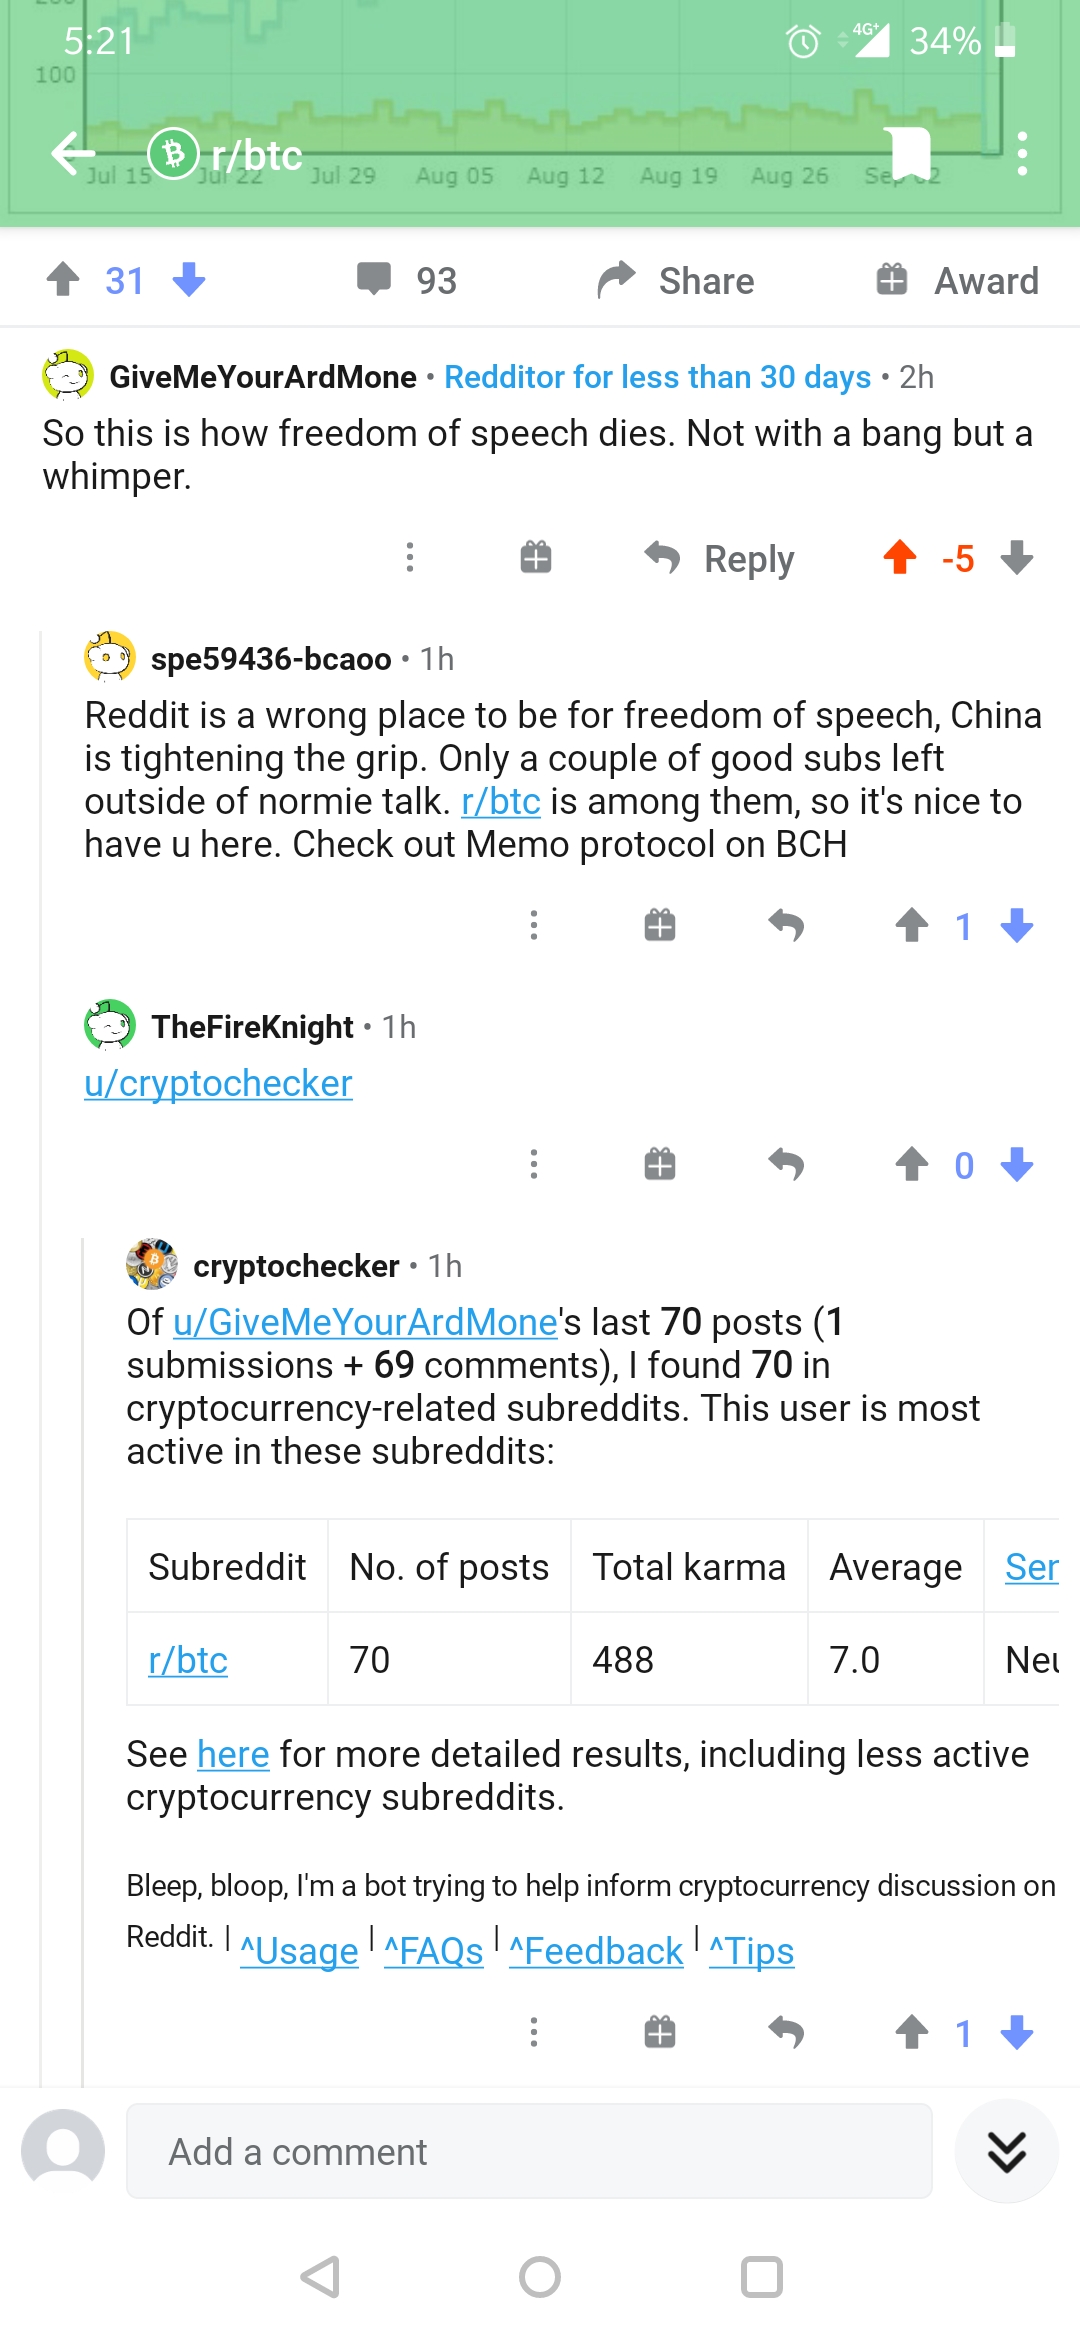 200
5:21
4G+
34%
100
r/btc
Jul 15 Jul 22 Jul 29 Aug 05 Aug 12 Aug 19 Aug 26
31 93 Share Award
GiveMeYourArdMone • Redditor for less than 30 days • 2h
So this is how freedom of speech dies. Not with a bang but a
whimper.
Reply -5
spe59436-bcaoo • 1h
Reddit is a wrong place to be for freedom of speech, China
is tightening the grip. Only a couple of good subs left
outside of normie talk. r/btc is among them, so it's nice to
have u here. Check out Memo protocol on BCH
1
TheFireKnight • 1h
u/cryptochecker
0
cryptochecker • 1h
Of u/GiveMeYourArdMone's last 70 posts (1
submissions + 69 comments), I found 70 in
cryptocurrency-related subreddits. This user is most
active in these subreddits:
Subreddit No. of posts Total karma Average Ser
r/btc 70 488 7.0 Neu
See here for more detailed results, including less active
cryptocurrency subreddits.
Bleep, bloop, I'm a bot trying to help inform cryptocurrency discussion on
Reddit. | ^Usage | ^FAQs | ^Feedback | ^Tips
1
Add a comment